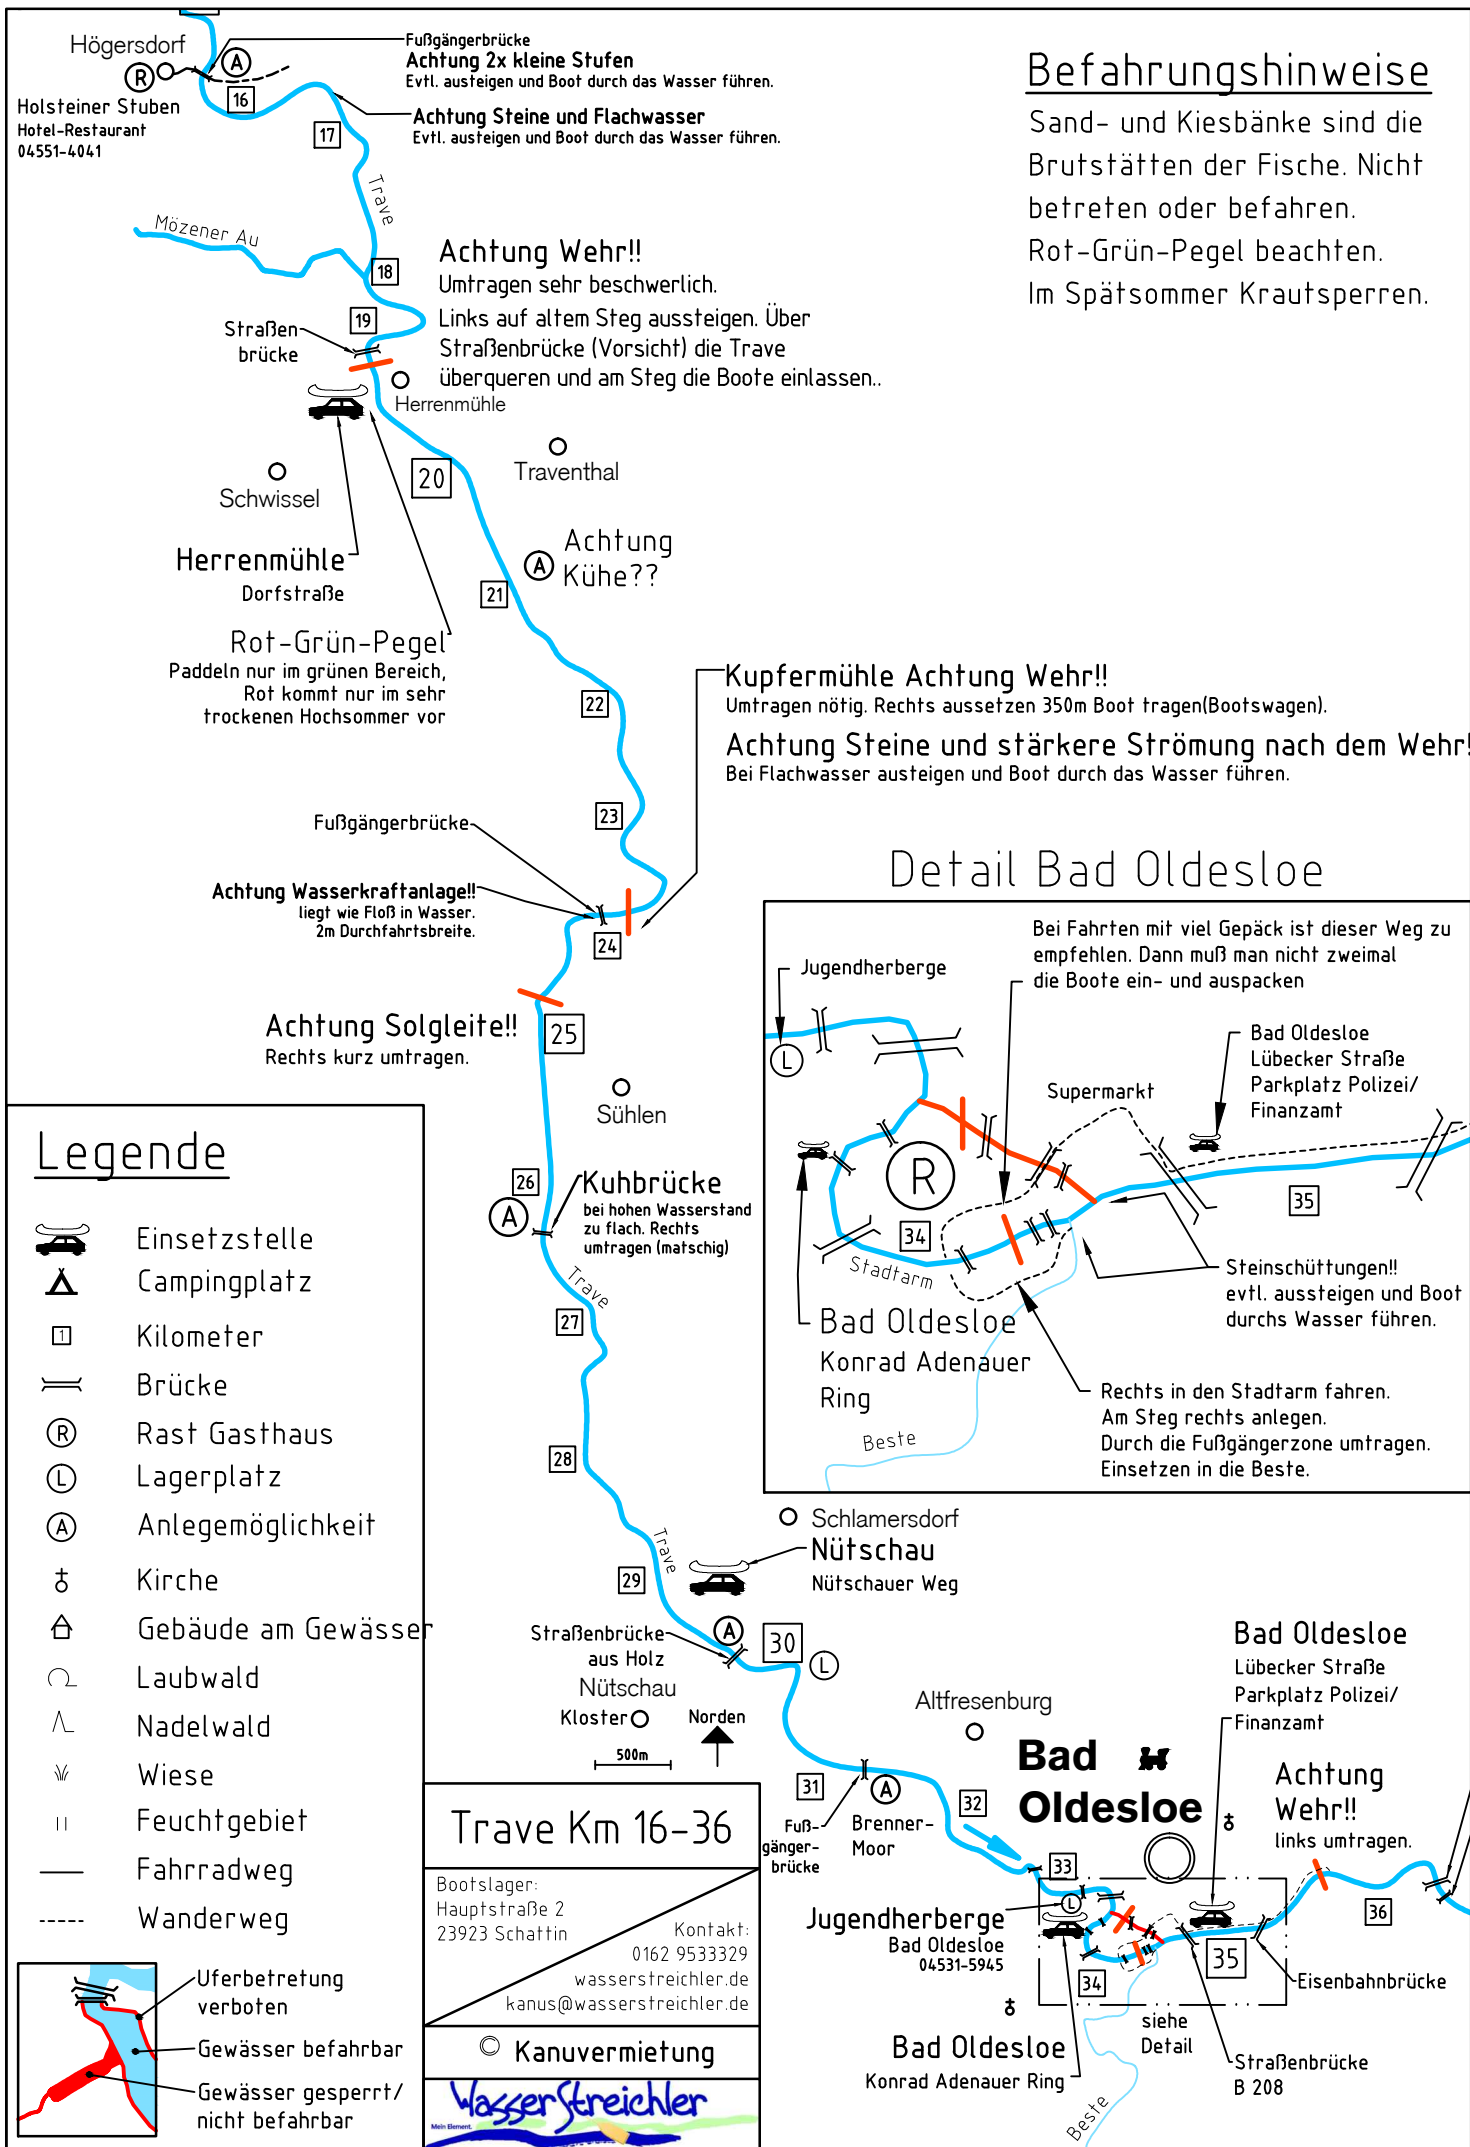 Högersdorf
R
A
Holsteiner Stuben
Hotel-Restaurant
04551-4041
16
17
Fußgängerbrücke
Achtung 2x kleine Stufen
Evtl. austeigen und Boot durch das Wasser führen.
Achtung Steine und Flachwasser
Evtl. austeigen und Boot durch das Wasser führen.
Befahrungshinweise
Sand- und Kiesbänke sind die
Brutstätten der Fische. Nicht
betreten oder befahren.
Rot-Grün-Pegel beachten.
Im Spätsommer Krautsperren.
Trave
Mözener Au
18
19
Achtung Wehr!!
Umtragen sehr beschwerlich.
Links auf altem Steg aussteigen. Über
Straßenbrücke (Vorsicht) die Trave
überqueren und am Steg die Boote einlassen..
Straßen
brücke
Herrenmühle
Traventhal
20
Schwissel
Herrenmühle
Dorfstraße
A
Achtung
Kühe??
21
Rot-Grün-Pegel
Paddeln nur im grünen Bereich,
Rot kommt nur im sehr
trockenen Hochsommer vor
22
Kupfermühle Achtung Wehr!!
Umtragen nötig. Rechts aussetzen 350m Boot tragen(Bootswagen).
Achtung Steine und stärkere Strömung nach dem Wehr!
Bei Flachwasser austeigen und Boot durch das Wasser führen.
23
Fußgängerbrücke
Achtung Wasserkraftanlage!!
liegt wie Floß in Wasser.
2m Durchfahrtsbreite.
24
Achtung Solgleite!!
Rechts kurz umtragen.
25
Sühlen
26
A
Kuhbrücke
bei hohen Wasserstand
zu flach. Rechts
umtragen (matschig)
Trave
27
28
Trave
29
Detail Bad Oldesloe
Bei Fahrten mit viel Gepäck ist dieser Weg zu
empfehlen. Dann muß man nicht zweimal
die Boote ein- und auspacken
Jugendherberge
L
Bad Oldesloe
Lübecker Straße
Parkplatz Polizei/
Finanzamt
Supermarkt
R
34
35
Stadtarm
Steinschüttungen!!
evtl. aussteigen und Boot
durchs Wasser führen.
Bad Oldesloe
Konrad Adenauer
Ring
Beste
Rechts in den Stadtarm fahren.
Am Steg rechts anlegen.
Durch die Fußgängerzone umtragen.
Einsetzen in die Beste.
Schlamersdorf
Nütschau
Nütschauer Weg
Straßenbrücke
aus Holz
A
30
L
Nütschau
Kloster
Norden
500m
Altfresenburg
31
A
32
Fuß-
gänger-
brücke
Brenner-
Moor
Bad
Oldesloe
33
Bad Oldesloe
Lübecker Straße
Parkplatz Polizei/
Finanzamt
Achtung
Wehr!!
links umtragen.
L
Jugendherberge
Bad Oldesloe
04531-5945
34
35
36
Eisenbahnbrücke
siehe
Detail
Straßenbrücke
B 208
Bad Oldesloe
Konrad Adenauer Ring
Beste
Legende
Einsetzstelle
Campingplatz
1
Kilometer
Brücke
R
Rast Gasthaus
L
Lagerplatz
A
Anlegemöglichkeit
Kirche
Gebäude am Gewässer
Laubwald
Nadelwald
Wiese
Feuchtgebiet
Fahrradweg
Wanderweg
Uferbetretung
verboten
Gewässer befahrbar
Gewässer gesperrt/
nicht befahrbar
Trave Km 16-36
Bootslager:
Hauptstraße 2
23923 Schattin
Kontakt:
0162 9533329
wasserstreichler.de
kanus@wasserstreichler.de
© Kanuvermietung
Wasserstreichler
Mein Element.